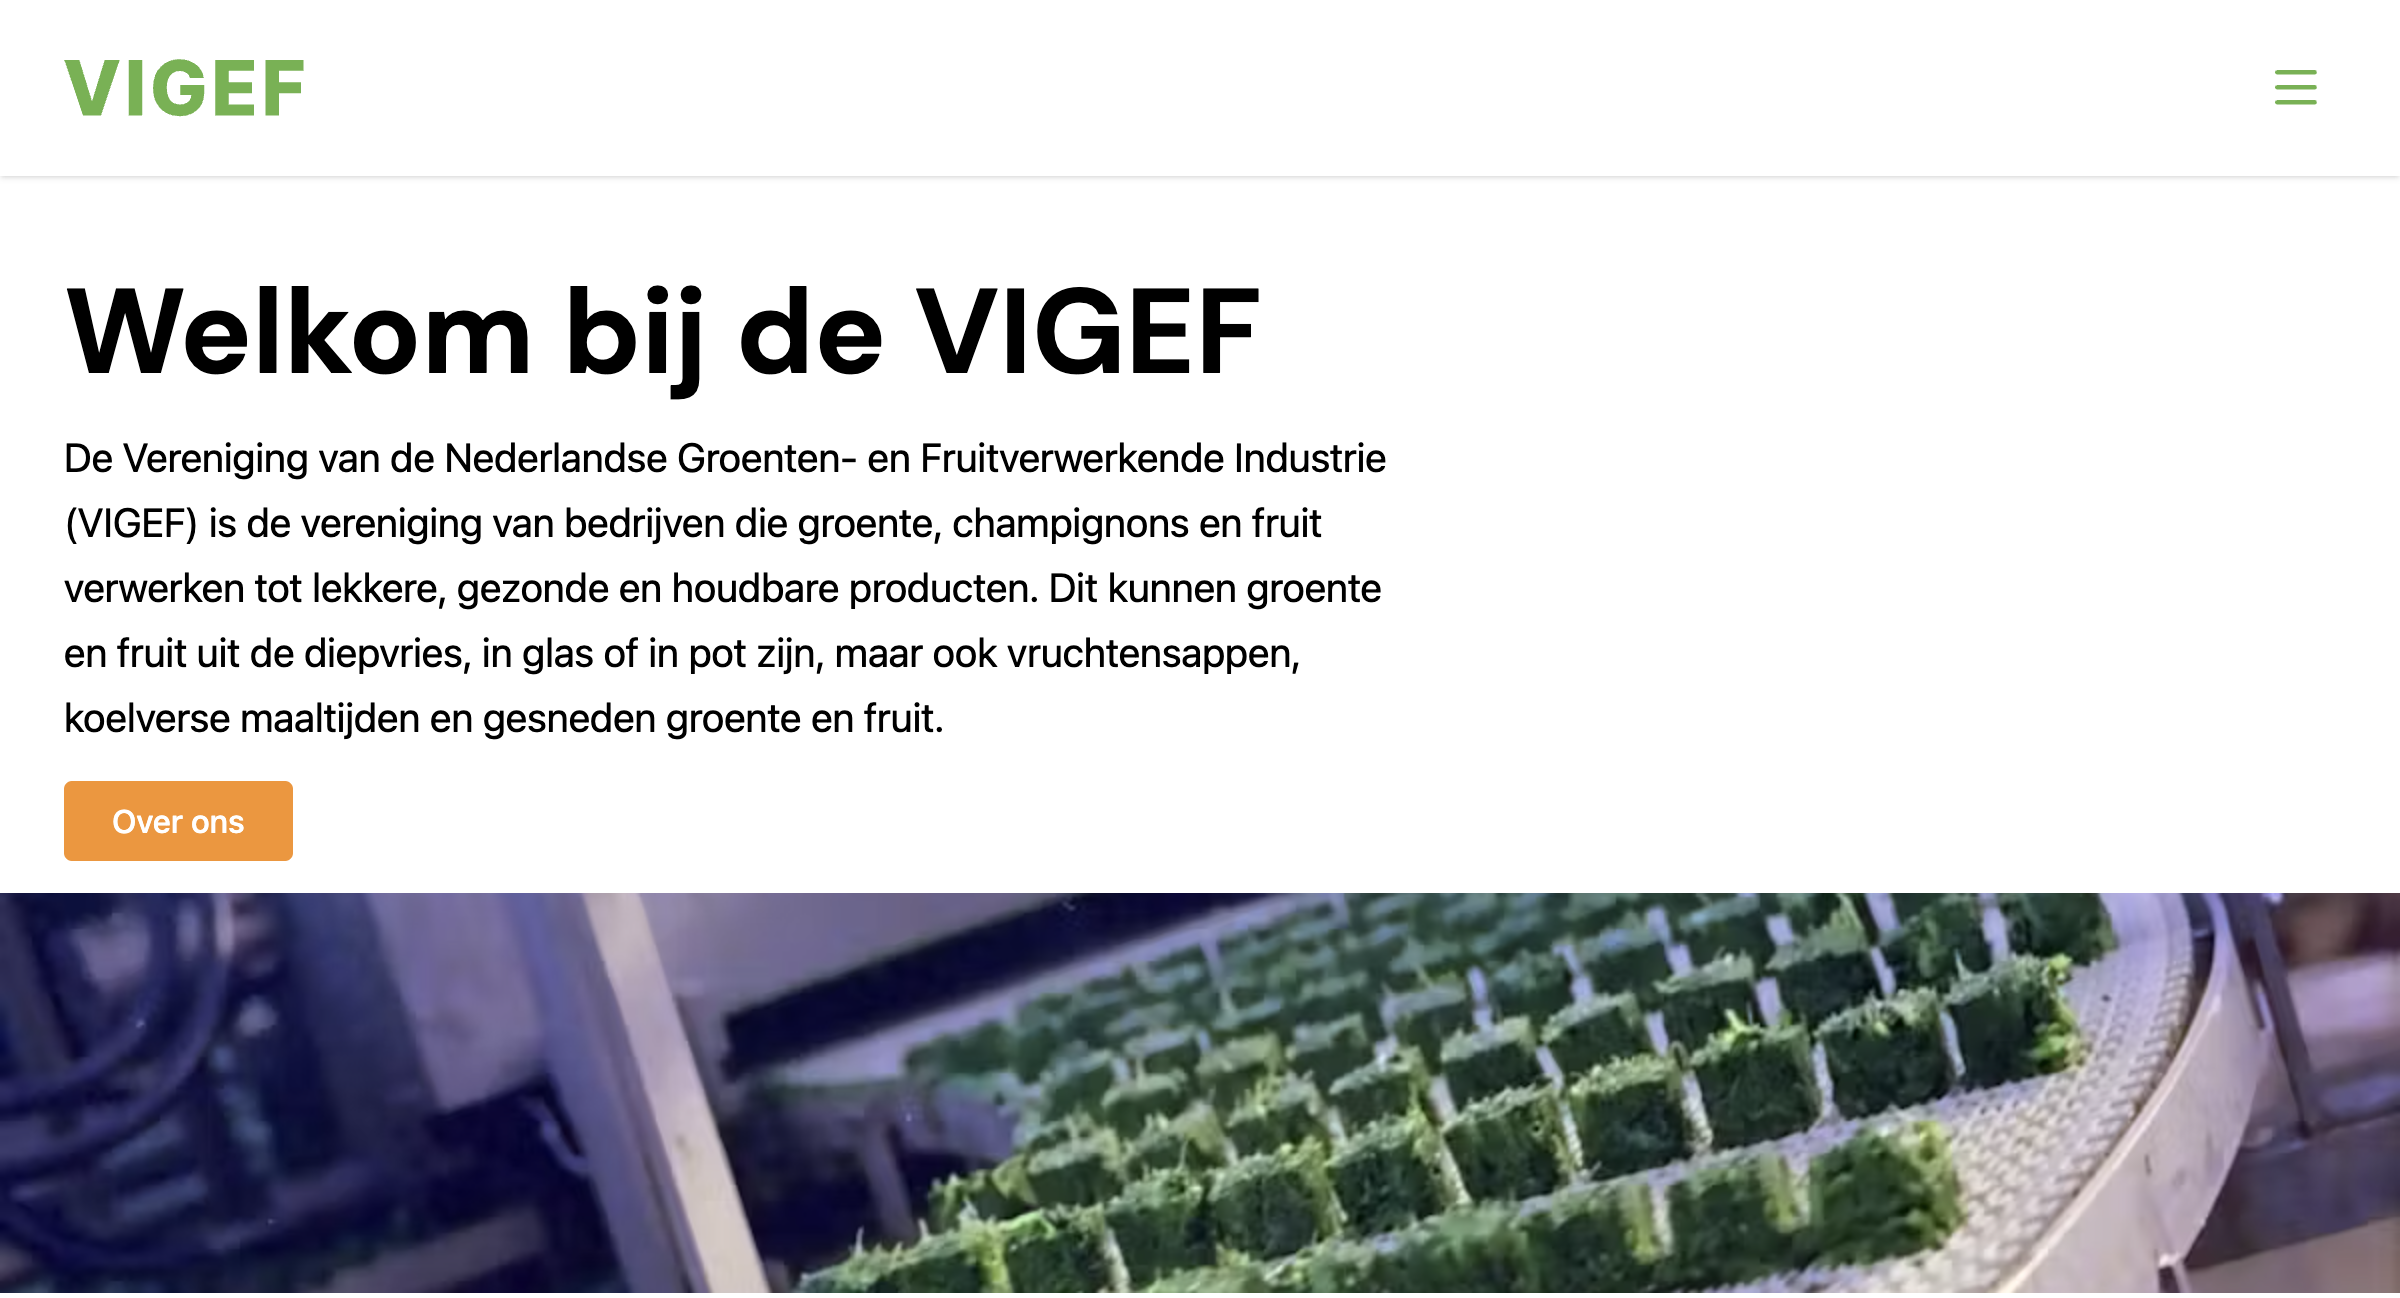 VIGEF
Welkom bij de VIGEF
De Vereniging van de Nederlandse Groenten- en Fruitverwerkende Industrie
(VIGEF) is de vereniging van bedrijven die groente, champignons en fruit
verwerken tot lekkere, gezonde en houdbare producten. Dit kunnen groente
en fruit uit de diepvries, in glas of in pot zijn, maar ook vruchtensappen,
koelverse maaltijden en gesneden groente en fruit.
Over ons